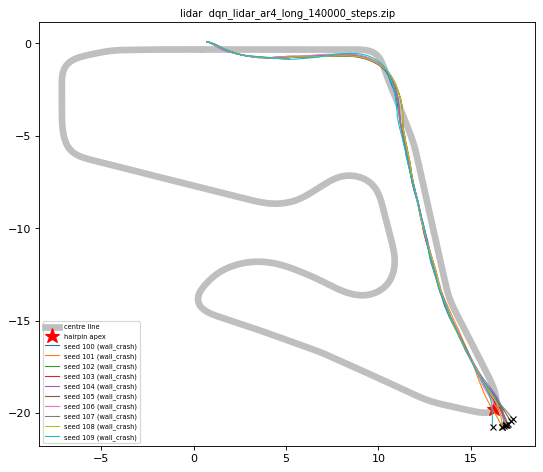 lidar dqn_lidar_ar4_long_140000_steps.zip
0
−5
−10
−15
−20
centre line
hairpin apex
seed 100 (wall_crash)
seed 101 (wall_crash)
seed 102 (wall_crash)
seed 103 (wall_crash)
seed 104 (wall_crash)
seed 105 (wall_crash)
seed 106 (wall_crash)
seed 107 (wall_crash)
seed 108 (wall_crash)
seed 109 (wall_crash)
−5 0 5 10 15